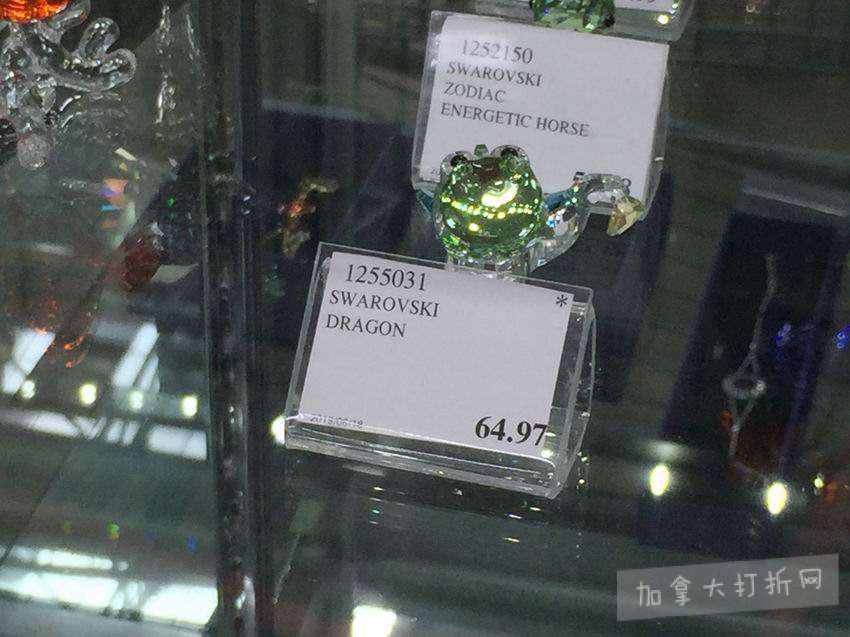 1252150
SWAROVSKI
ZODIAC
ENERGETIC HORSE
1255031 *
SWAROVSKI
DRAGON
64.97
加拿大打折网